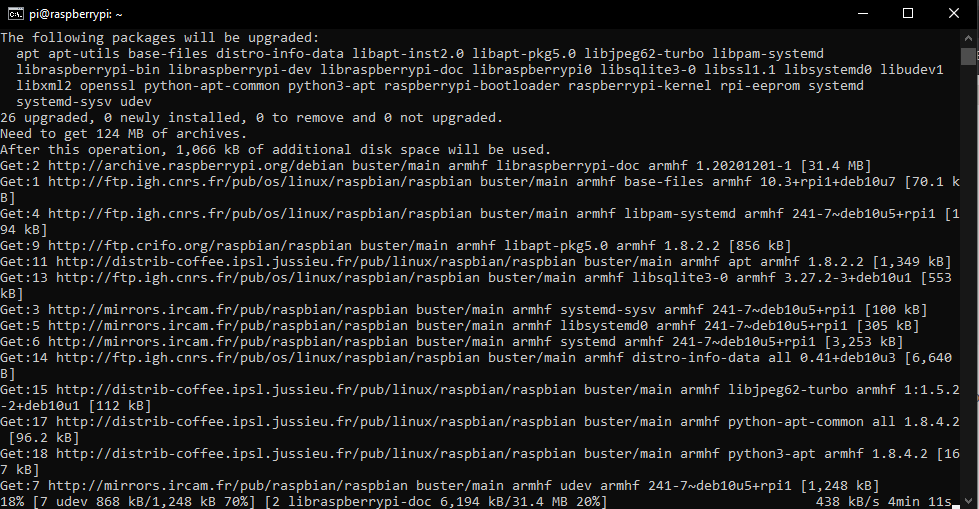 pi@raspberrypi: ~
The following packages will be upgraded:
  apt apt-utils base-files distro-info-data libapt-inst2.0 libapt-pkg5.0 libjpeg62-turbo libpam-systemd
  libraspberrypi-bin libraspberrypi-dev libraspberrypi-doc libraspberrypi0 libsqlite3-0 libssl1.1 libsystemd0 libudev1
  libxml2 openssl python-apt-common python3-apt raspberrypi-bootloader raspberrypi-kernel rpi-eeprom systemd
  systemd-sysv udev
26 upgraded, 0 newly installed, 0 to remove and 0 not upgraded.
Need to get 124 MB of archives.
After this operation, 1,066 kB of additional disk space will be used.
Get:2 http://archive.raspberrypi.org/debian buster/main armhf libraspberrypi-doc armhf 1.20201201-1 [31.4 MB]
Get:1 http://ftp.igh.cnrs.fr/pub/os/linux/raspbian/raspbian buster/main armhf base-files armhf 10.3+rpi1+deb10u7 [70.1 k
B]
Get:4 http://ftp.igh.cnrs.fr/pub/os/linux/raspbian/raspbian buster/main armhf libpam-systemd armhf 241-7~deb10u5+rpi1 [1
94 kB]
Get:9 http://ftp.crifo.org/raspbian/raspbian buster/main armhf libapt-pkg5.0 armhf 1.8.2.2 [856 kB]
Get:11 http://distrib-coffee.ipsl.jussieu.fr/pub/linux/raspbian/raspbian buster/main armhf apt armhf 1.8.2.2 [1,349 kB]
Get:13 http://ftp.igh.cnrs.fr/pub/os/linux/raspbian/raspbian buster/main armhf libsqlite3-0 armhf 3.27.2-3+deb10u1 [553
kB]
Get:3 http://mirrors.ircam.fr/pub/raspbian/raspbian buster/main armhf systemd-sysv armhf 241-7~deb10u5+rpi1 [100 kB]
Get:5 http://mirrors.ircam.fr/pub/raspbian/raspbian buster/main armhf libsystemd0 armhf 241-7~deb10u5+rpi1 [305 kB]
Get:6 http://mirrors.ircam.fr/pub/raspbian/raspbian buster/main armhf systemd armhf 241-7~deb10u5+rpi1 [3,253 kB]
Get:14 http://ftp.igh.cnrs.fr/pub/os/linux/raspbian/raspbian buster/main armhf distro-info-data all 0.41+deb10u3 [6,640
B]
Get:15 http://distrib-coffee.ipsl.jussieu.fr/pub/linux/raspbian/raspbian buster/main armhf libjpeg62-turbo armhf 1:1.5.2
-2+deb10u1 [112 kB]
Get:17 http://distrib-coffee.ipsl.jussieu.fr/pub/linux/raspbian/raspbian buster/main armhf python-apt-common all 1.8.4.2
 [96.2 kB]
Get:18 http://distrib-coffee.ipsl.jussieu.fr/pub/linux/raspbian/raspbian buster/main armhf python3-apt armhf 1.8.4.2 [16
7 kB]
Get:7 http://mirrors.ircam.fr/pub/raspbian/raspbian buster/main armhf udev armhf 241-7~deb10u5+rpi1 [1,248 kB]
18% [7 udev 868 kB/1,248 kB 70%] [2 libraspberrypi-doc 6,194 kB/31.4 MB 20%] 438 kB/s 4min 11s